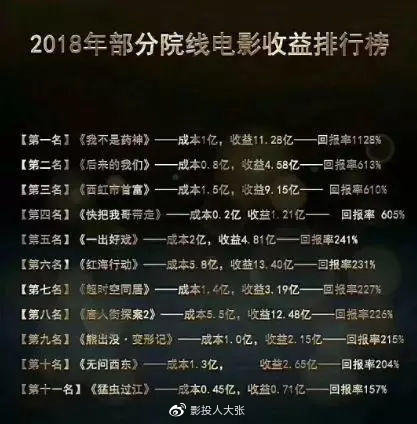 2018年部分院线电影收益排行榜
【第一名】《我不是药神》——成本1亿，收益11.28亿——回报率1128%
【第二名】《后来的我们》——成本0.8亿，收益4.58亿——回报率613%
【第三名】《西虹市首富》——成本1.5亿，收益9.15亿——回报率610%
【第四名】《快把我哥带走》——成本0.2亿，收益1.21亿—— 回报率 605%
【第五名】《一出好戏》——成本2亿，收益4.81亿——回报率241%
【第六名】《红海行动》——成本5.8亿，收益13.40亿——回报率231%
【第七名】《超时空同居》——成本1.4亿，收益3.19亿——回报率227%
【第八名】《唐人街探案2》——成本5.5亿，收益12.48亿——回报率226%
【第九名】《熊出没·变形记》——成本1.0亿，收益2.15亿——回报率215%
【第十名】《无问西东》——成本1.3亿， 收益2.65亿——回报率204%
【第十一名】《猛虫过江》——成本0.45亿，收益0.71亿——回报率157%
影投人大张